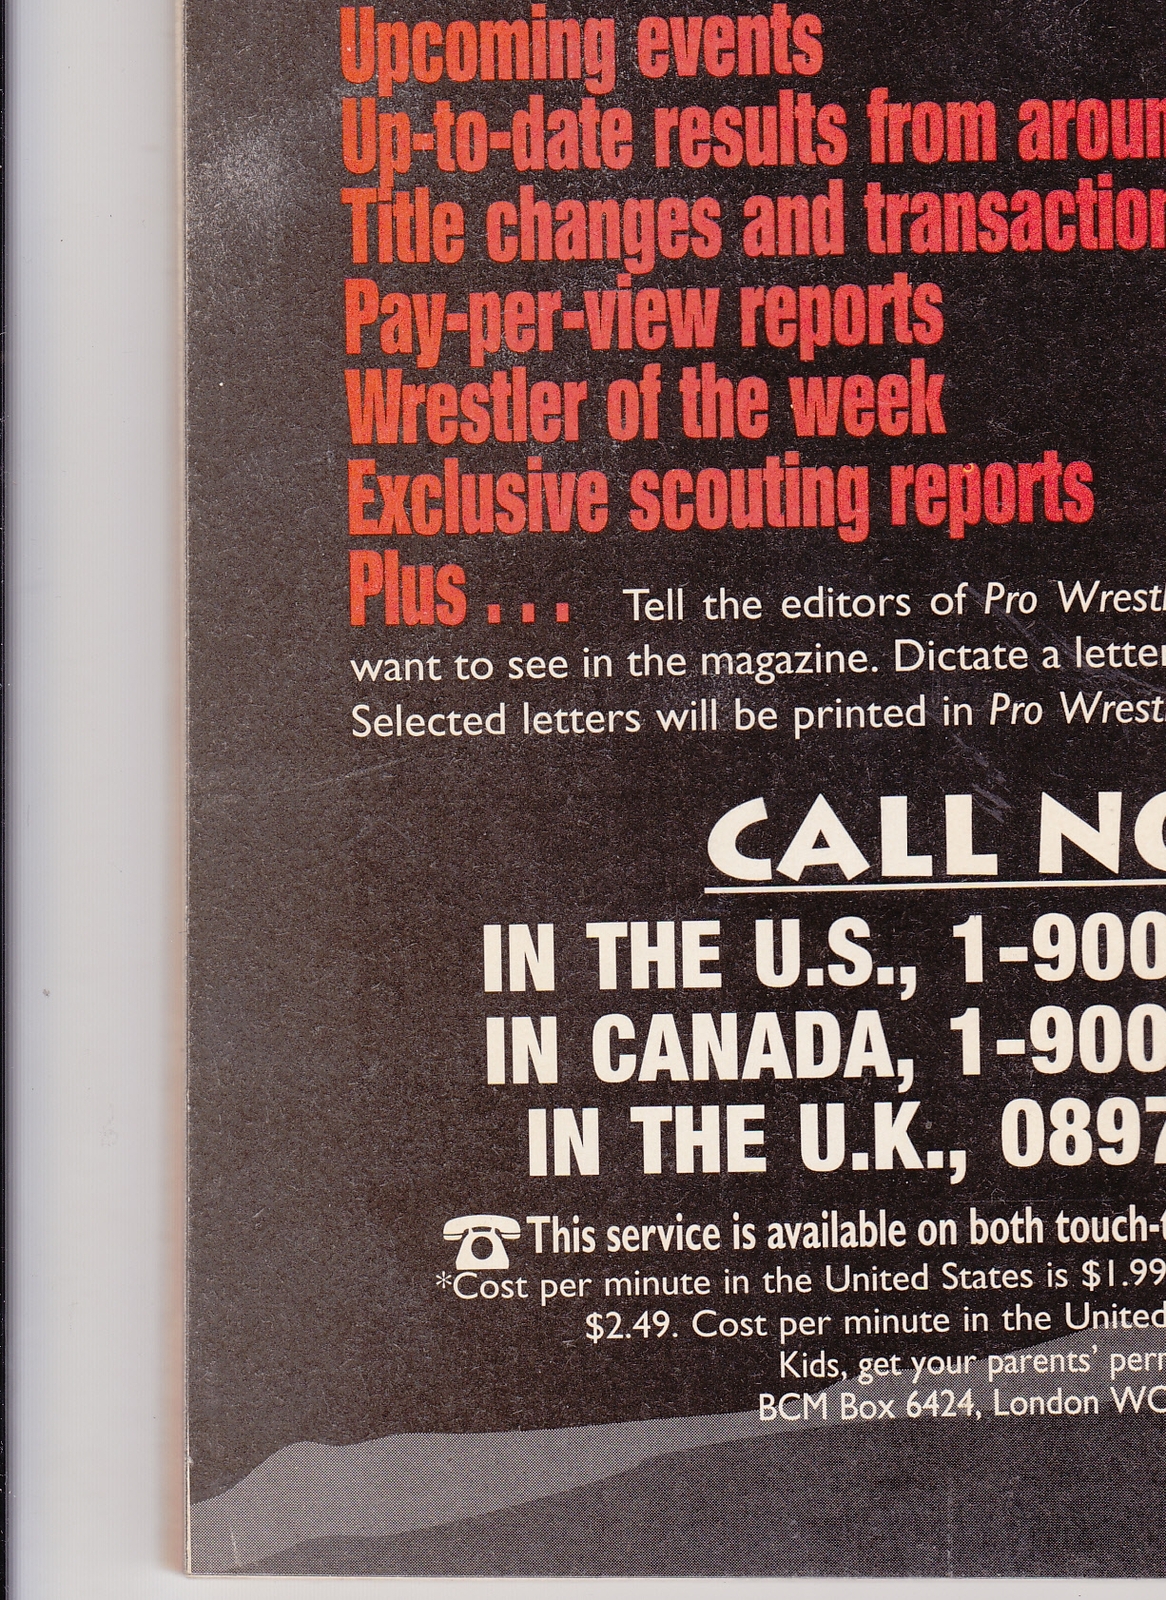 Upcoming events
Up-to-date results from aroun
Title changes and transaction
Pay-per-view reports
Wrestler of the week
Exclusive scouting reports
Plus . . . Tell the editors of Pro Wrestl
want to see in the magazine. Dictate a letter
Selected letters will be printed in Pro Wrest
CALL NO
IN THE U.S., 1-900
IN CANADA, 1-900
IN THE U.K., 0897
This service is available on both touch-
*Cost per minute in the United States is $1.99
$2.49. Cost per minute in the United
Kids, get your parents' perm
BCM Box 6424, London WC